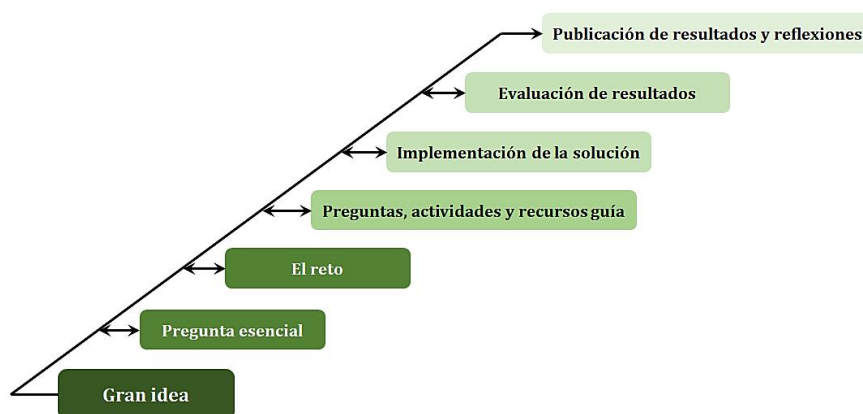 Publicación de resultados y reflexiones
Evaluación de resultados
Implementación de la solución
Preguntas, actividades y recursos guía
El reto
Pregunta esencial
Gran idea